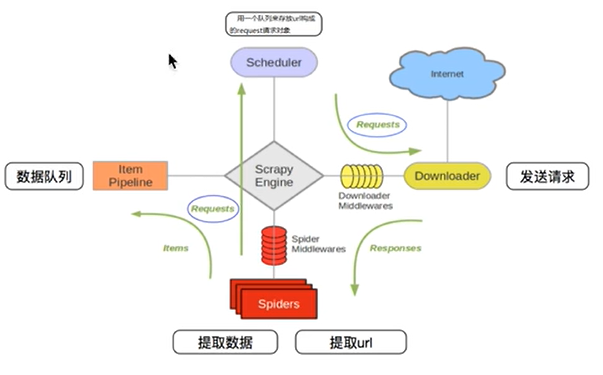 用一个队列来存放url构成
的request请求对象
Scheduler
Internet
Requests
数据队列
Item
Pipeline
Scrapy
Engine
Downloader
发送请求
Downloader
Middlewares
Requests
Spider
Middlewares
Items
Responses
Spiders
提取数据
提取url